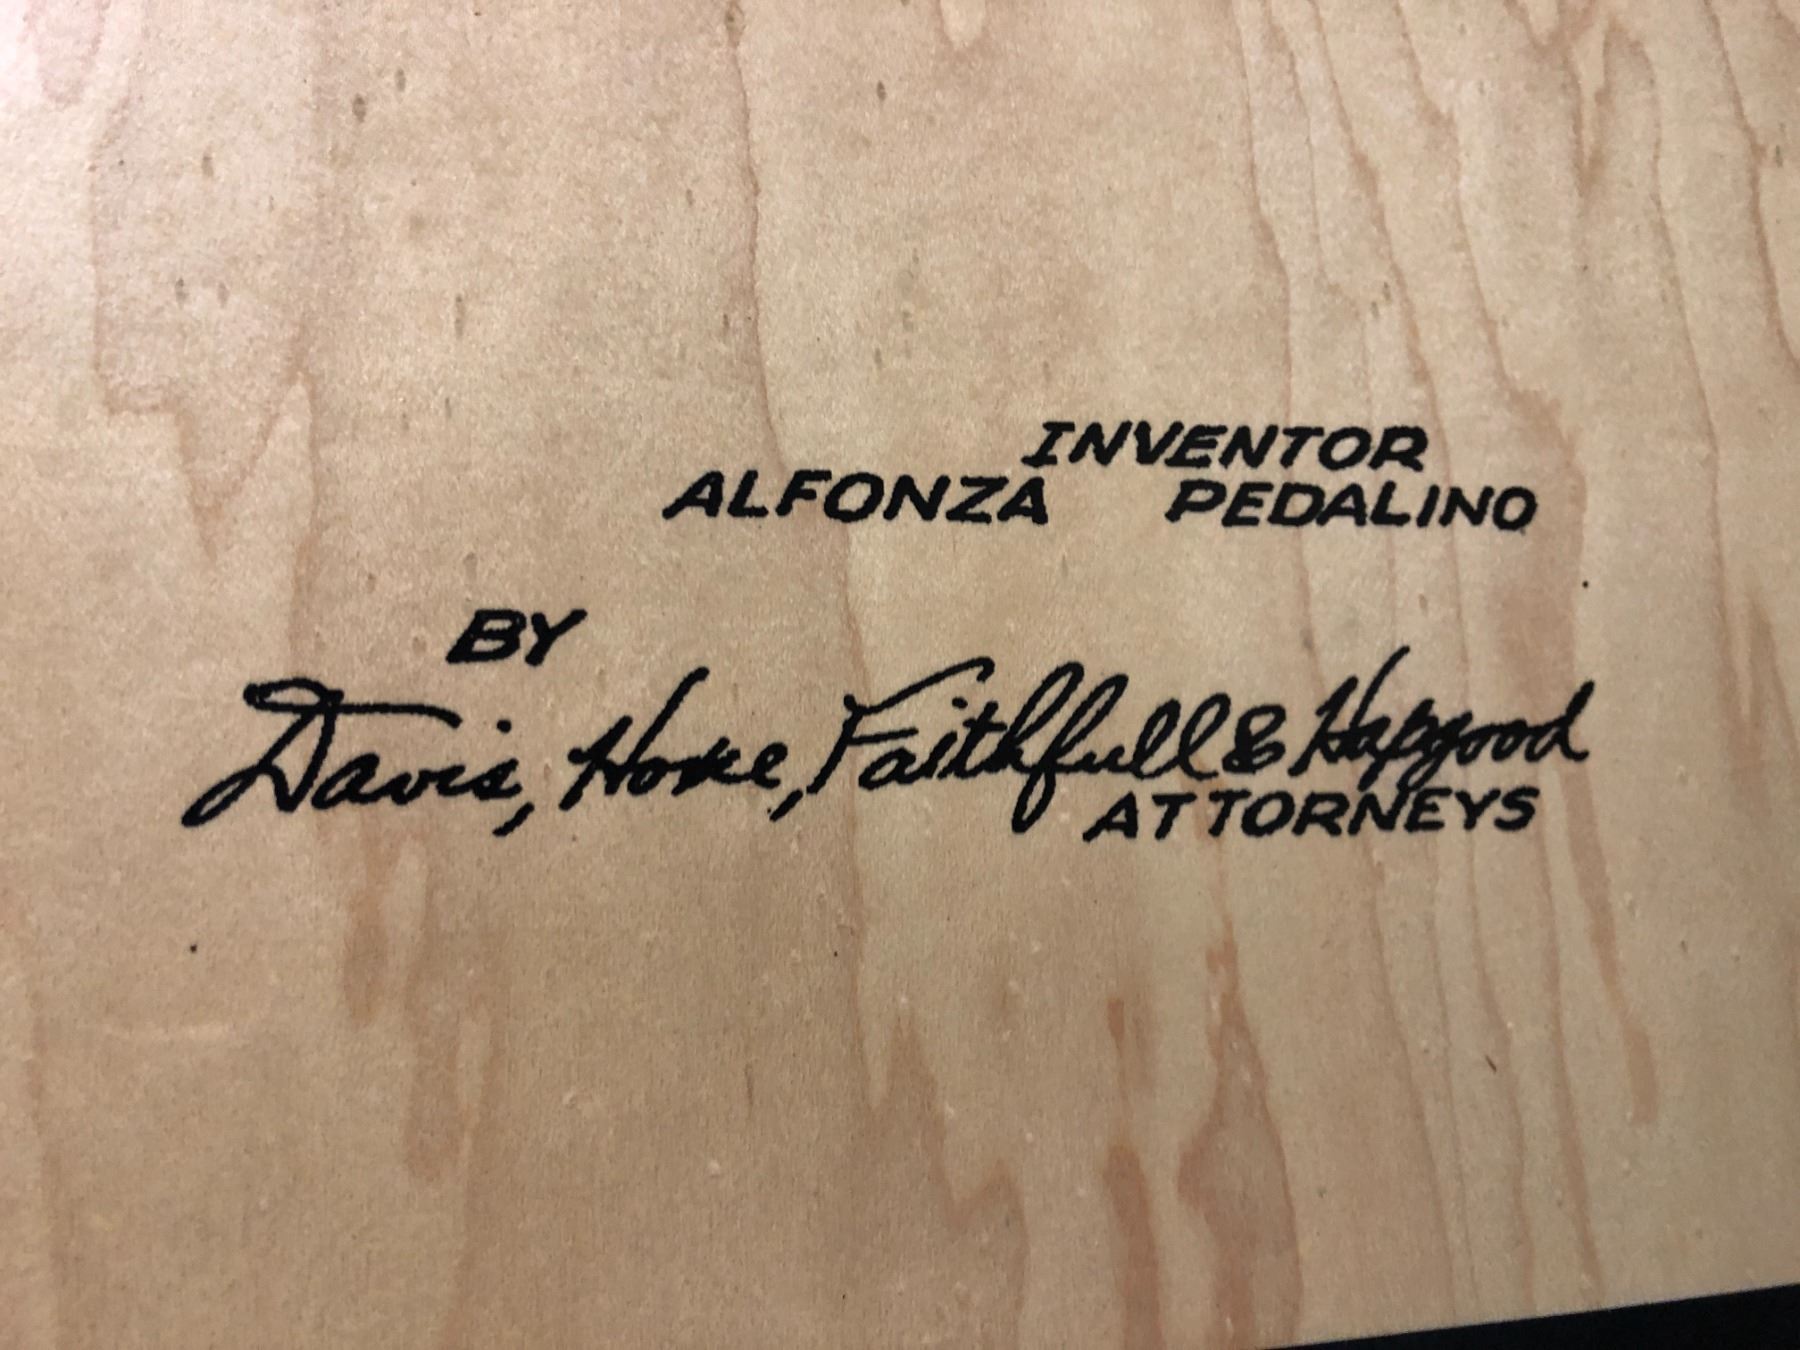 INVENTOR
ALFONZA PEDALINO
BY
Davis, Hoxie, Faithfull & Hapgood
ATTORNEYS